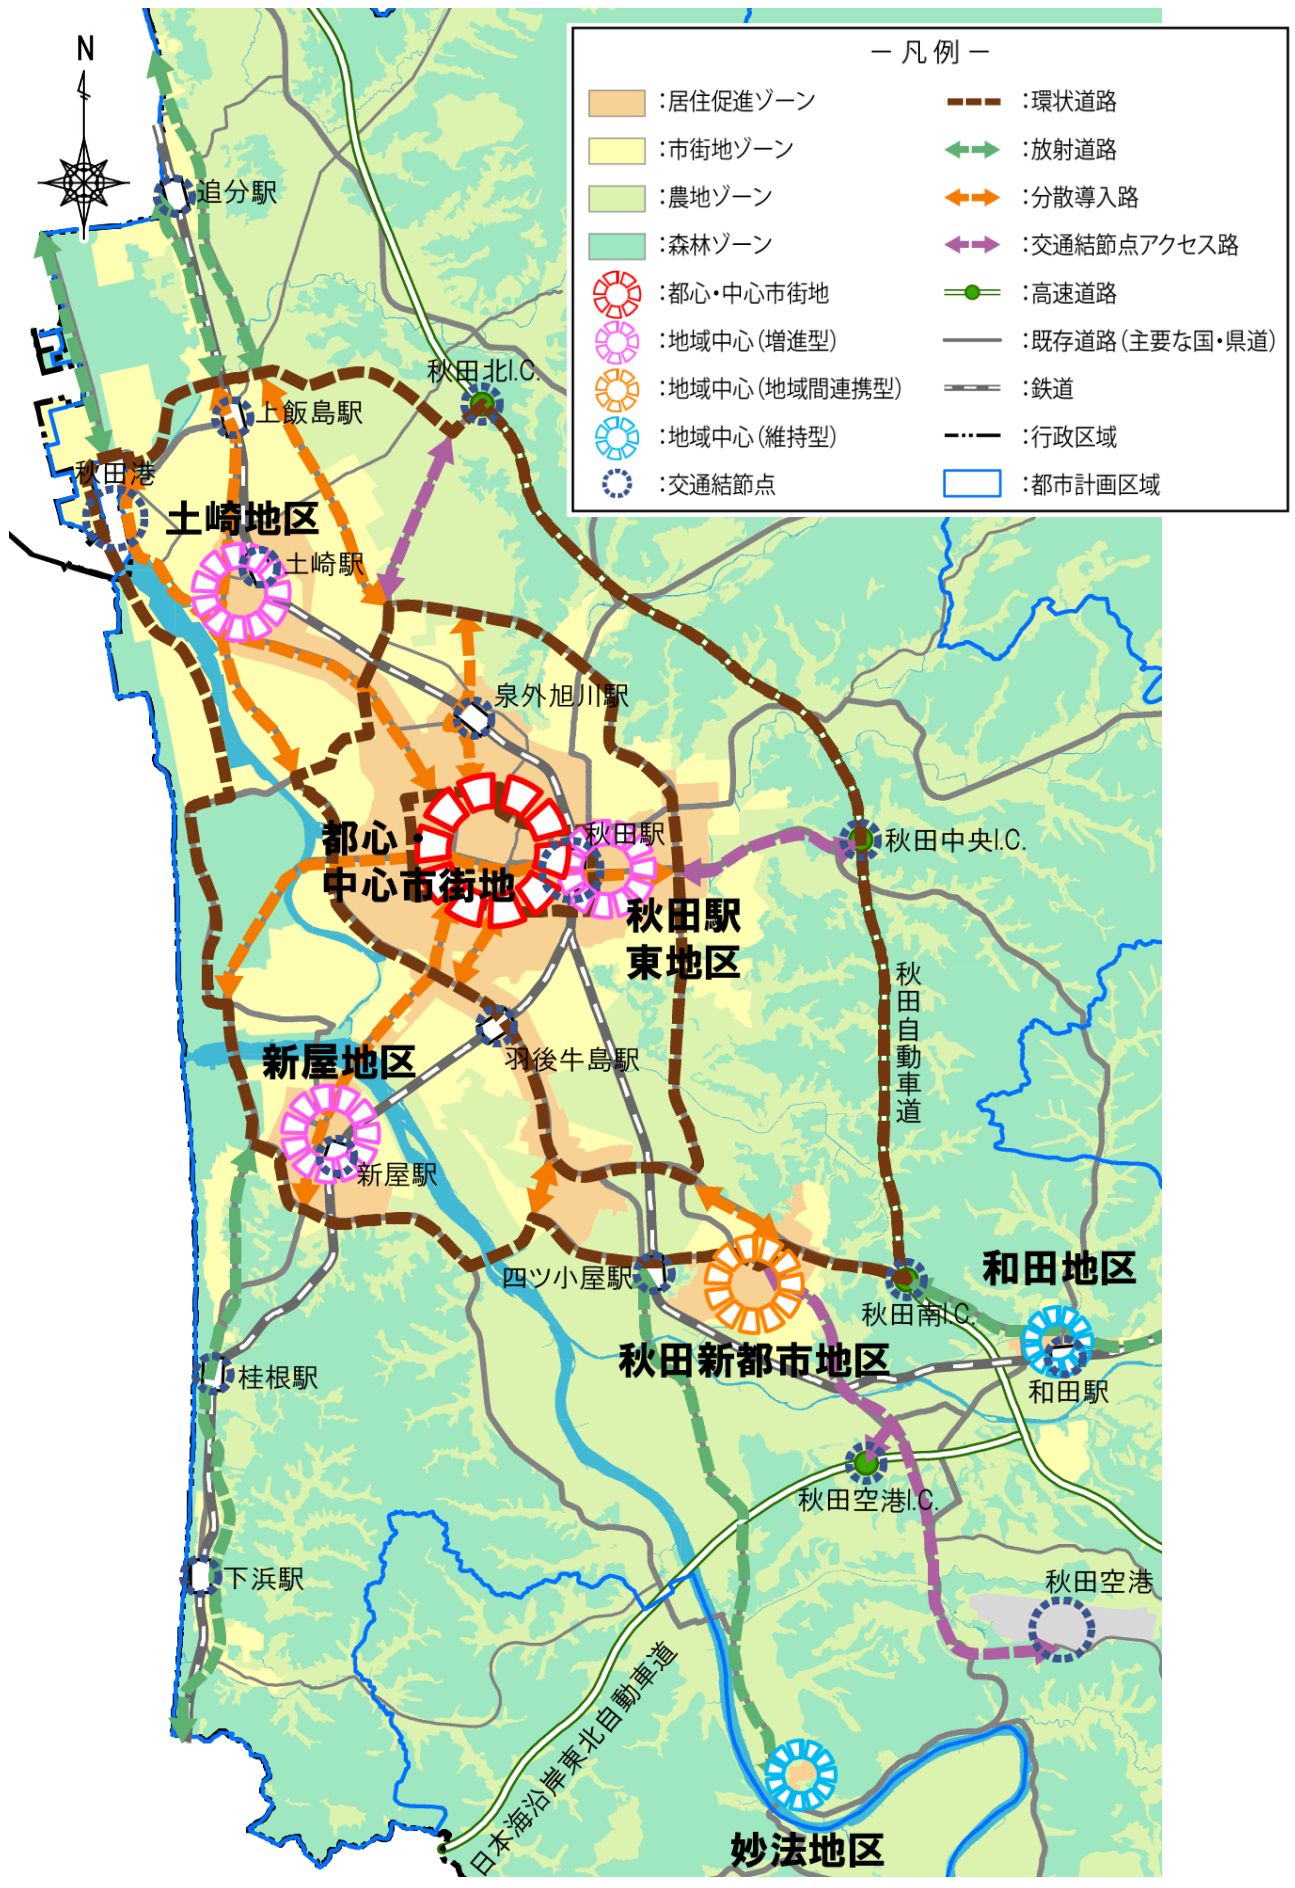 N
－凡例－
：居住促進ゾーン
：市街地ゾーン
：農地ゾーン
：森林ゾーン
：都心・中心市街地
：地域中心（増進型）
：地域中心（地域間連携型）
：地域中心（維持型）
：交通結節点
：環状道路
：放射道路
：分散導入路
：交通結節点アクセス路
：高速道路
：既存道路（主要な国・県道）
：鉄道
：行政区域
：都市計画区域
追分駅
秋田北I.C.
上飯島駅
秋田港
土崎地区
土崎駅
泉外旭川駅
都心・
中心市街地
秋田駅
秋田中央I.C.
秋田駅
東地区
秋田自動車道
新屋地区
羽後牛島駅
新屋駅
四ツ小屋駅
和田地区
秋田南I.C.
秋田新都市地区
桂根駅
和田駅
秋田空港I.C.
下浜駅
秋田空港
日本海沿岸東北自動車道
妙法地区